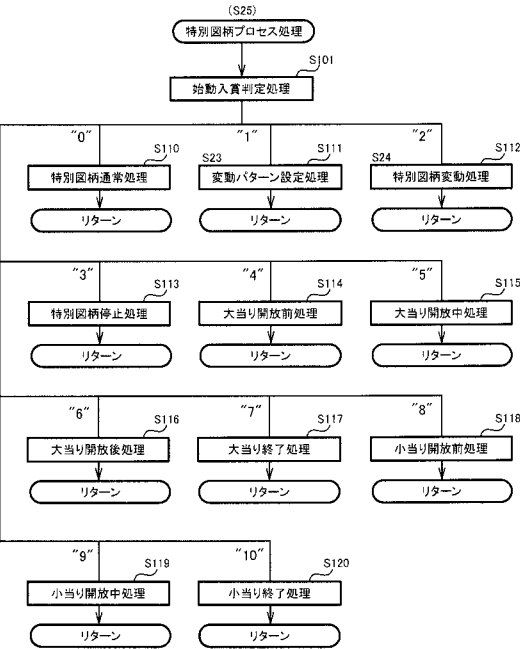 (S25)
特別図柄プロセス処理
S101
始動入賞判定処理
"0" "1" "2"
S110 S23 S111 S24 S112
特別図柄通常処理 変動パターン設定処理 特別図柄変動処理
リターン リターン リターン
"3" "4" "5"
S113 S114 S115
特別図柄停止処理 大当り開放前処理 大当り開放中処理
リターン リターン リターン
"6" "7" "8"
S116 S117 S118
大当り開放後処理 大当り終了処理 小当り開放前処理
リターン リターン リターン
"9" "10"
S119 S120
小当り開放中処理 小当り終了処理
リターン リターン